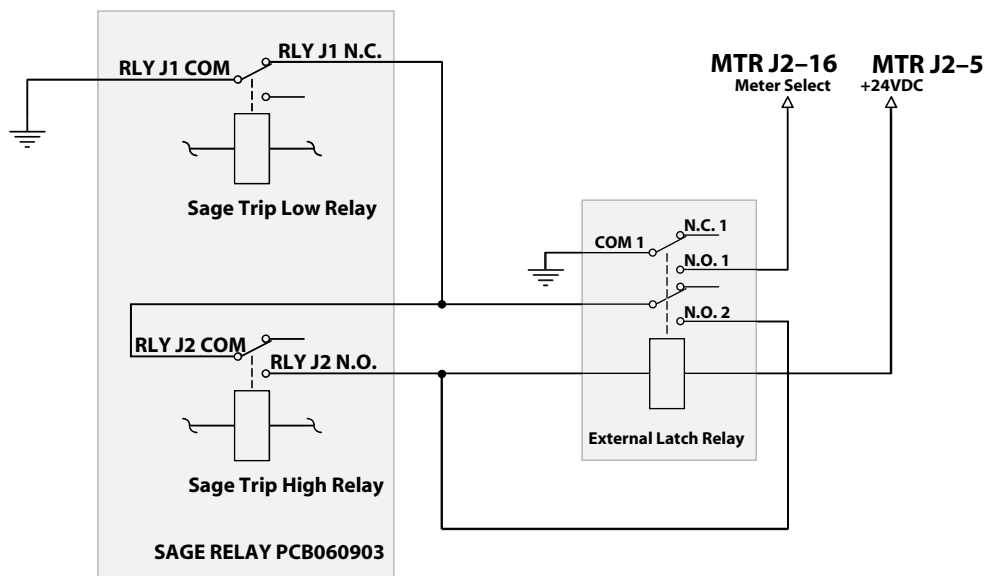 RLY J1 COM
RLY J1 N.C.
Sage Trip Low Relay
RLY J2 COM
RLY J2 N.O.
Sage Trip High Relay
SAGE RELAY PCB060903
MTR J2–16
Meter Select
MTR J2–5
+24VDC
COM 1
N.C. 1
N.O. 1
N.O. 2
External Latch Relay